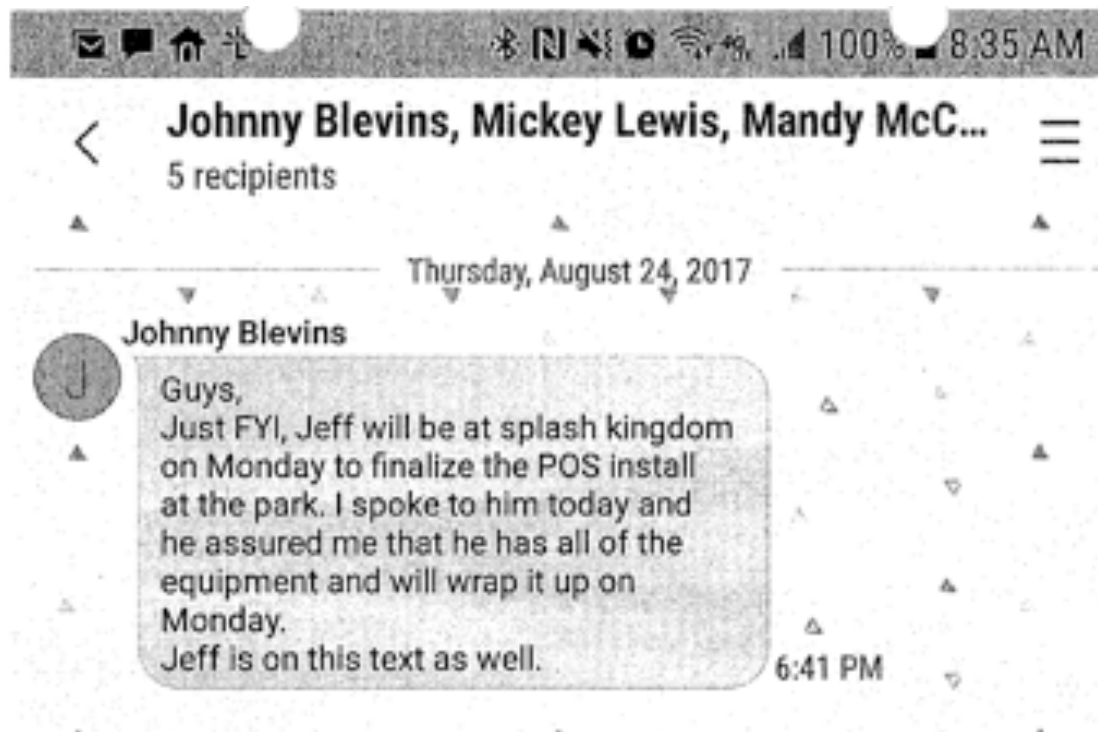 100% 8:35 AM
Johnny Blevins, Mickey Lewis, Mandy McC...
5 recipients
Thursday, August 24, 2017
Johnny Blevins
J
Guys,
Just FYI, Jeff will be at splash kingdom
on Monday to finalize the POS install
at the park. I spoke to him today and
he assured me that he has all of the
equipment and will wrap it up on
Monday.
Jeff is on this text as well.
6:41 PM